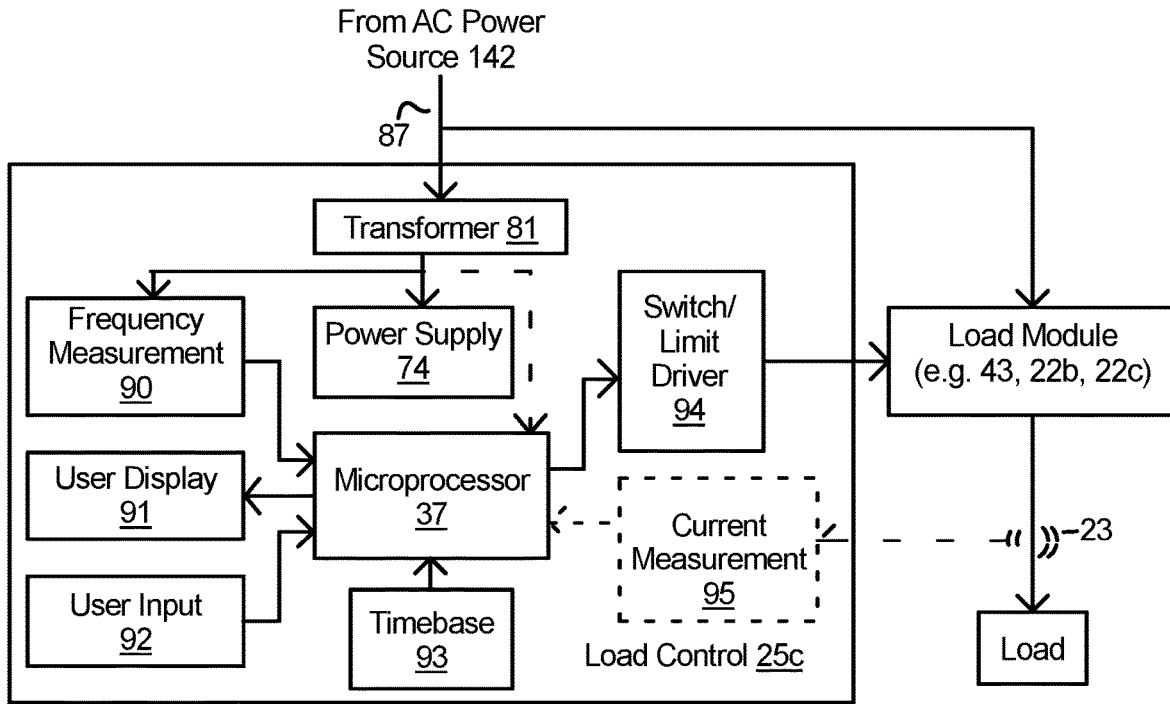 From AC Power
Source 142
87
Transformer 81
Frequency
Measurement
90
Power Supply
74
Switch/
Limit
Driver
94
Load Module
(e.g. 43, 22b, 22c)
User Display
91
Microprocessor
37
Current
Measurement
95
23
User Input
92
Timebase
93
Load Control 25c
Load